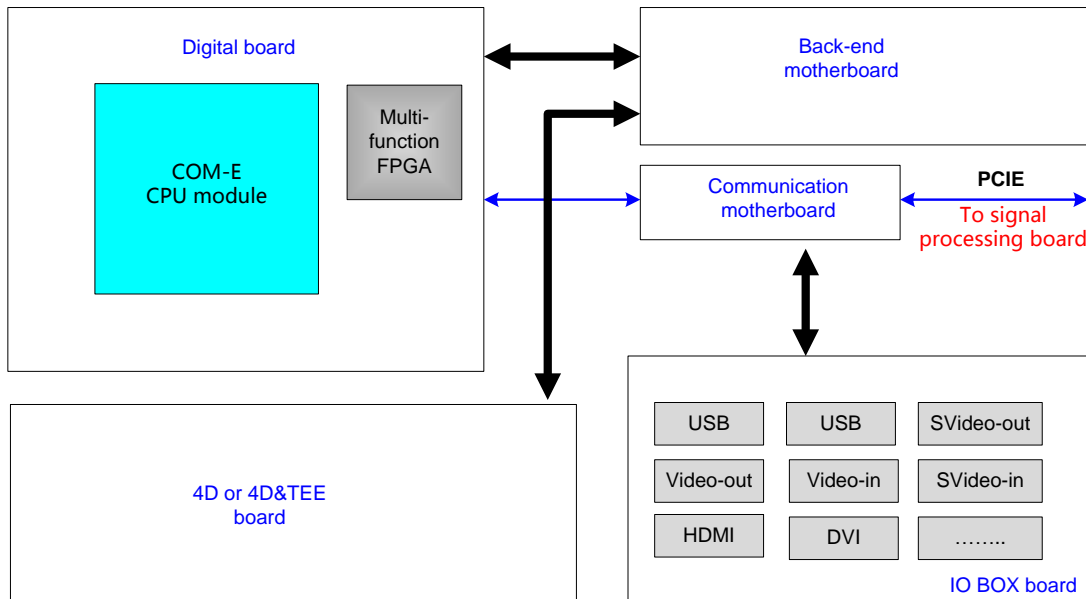 Digital board
COM-E
CPU module
Multi-
function
FPGA
Back-end
motherboard
Communication
motherboard
PCIE
To signal
processing board
4D or 4D&TEE
board
USB
USB
SVideo-out
Video-out
Video-in
SVideo-in
HDMI
DVI
……..
IO BOX board